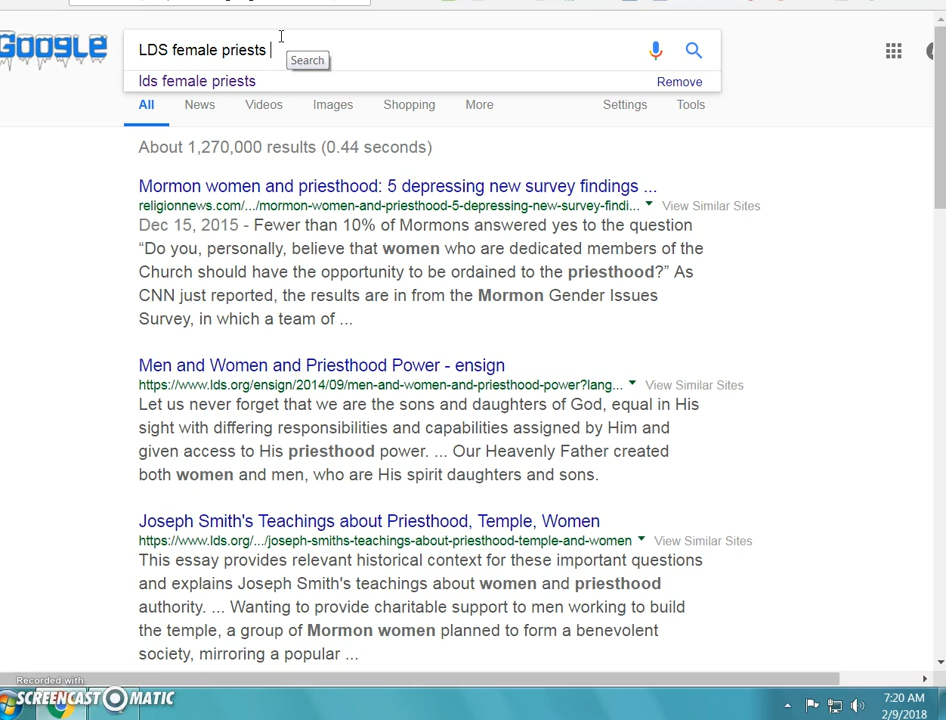 Google
LDS female priests
Search
lds female priests Remove
All News Videos Images Shopping More Settings Tools
About 1,270,000 results (0.44 seconds)
Mormon women and priesthood: 5 depressing new survey findings ...
religionnews.com/.../mormon-women-and-priesthood-5-depressing-new-survey-findi... View Similar Sites
Dec 15, 2015 - Fewer than 10% of Mormons answered yes to the question
“Do you, personally, believe that women who are dedicated members of the
Church should have the opportunity to be ordained to the priesthood?” As
CNN just reported, the results are in from the Mormon Gender Issues
Survey, in which a team of ...
Men and Women and Priesthood Power - ensign
https://www.lds.org/ensign/2014/09/men-and-women-and-priesthood-power?lang... View Similar Sites
Let us never forget that we are the sons and daughters of God, equal in His
sight with differing responsibilities and capabilities assigned by Him and
given access to His priesthood power. ... Our Heavenly Father created
both women and men, who are His spirit daughters and sons.
Joseph Smith's Teachings about Priesthood, Temple, Women
https://www.lds.org/.../joseph-smiths-teachings-about-priesthood-temple-and-women View Similar Sites
This essay provides relevant historical context for these important questions
and explains Joseph Smith's teachings about women and priesthood
authority. ... Wanting to provide charitable support to men working to build
the temple, a group of Mormon women planned to form a benevolent
society, mirroring a popular ...
Recorded with
SCREENCAST-O-MATIC
7:20 AM
2/9/2018